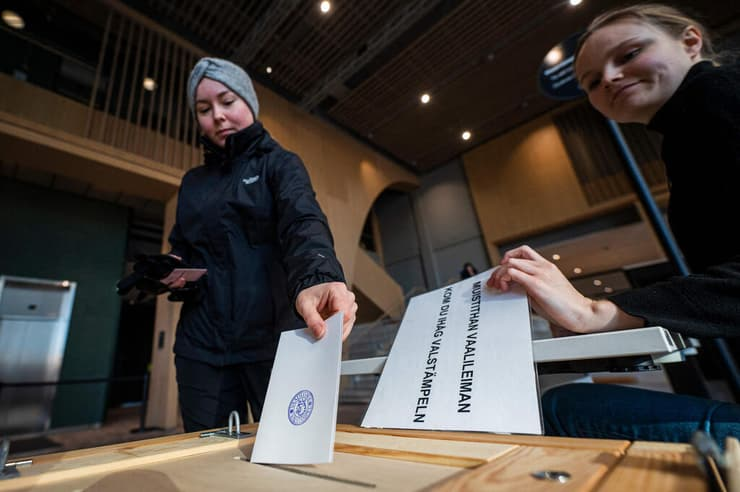 MUISTITHAN VAALILEIMAN
KOM DU IHÅG VALSTÄMPELN